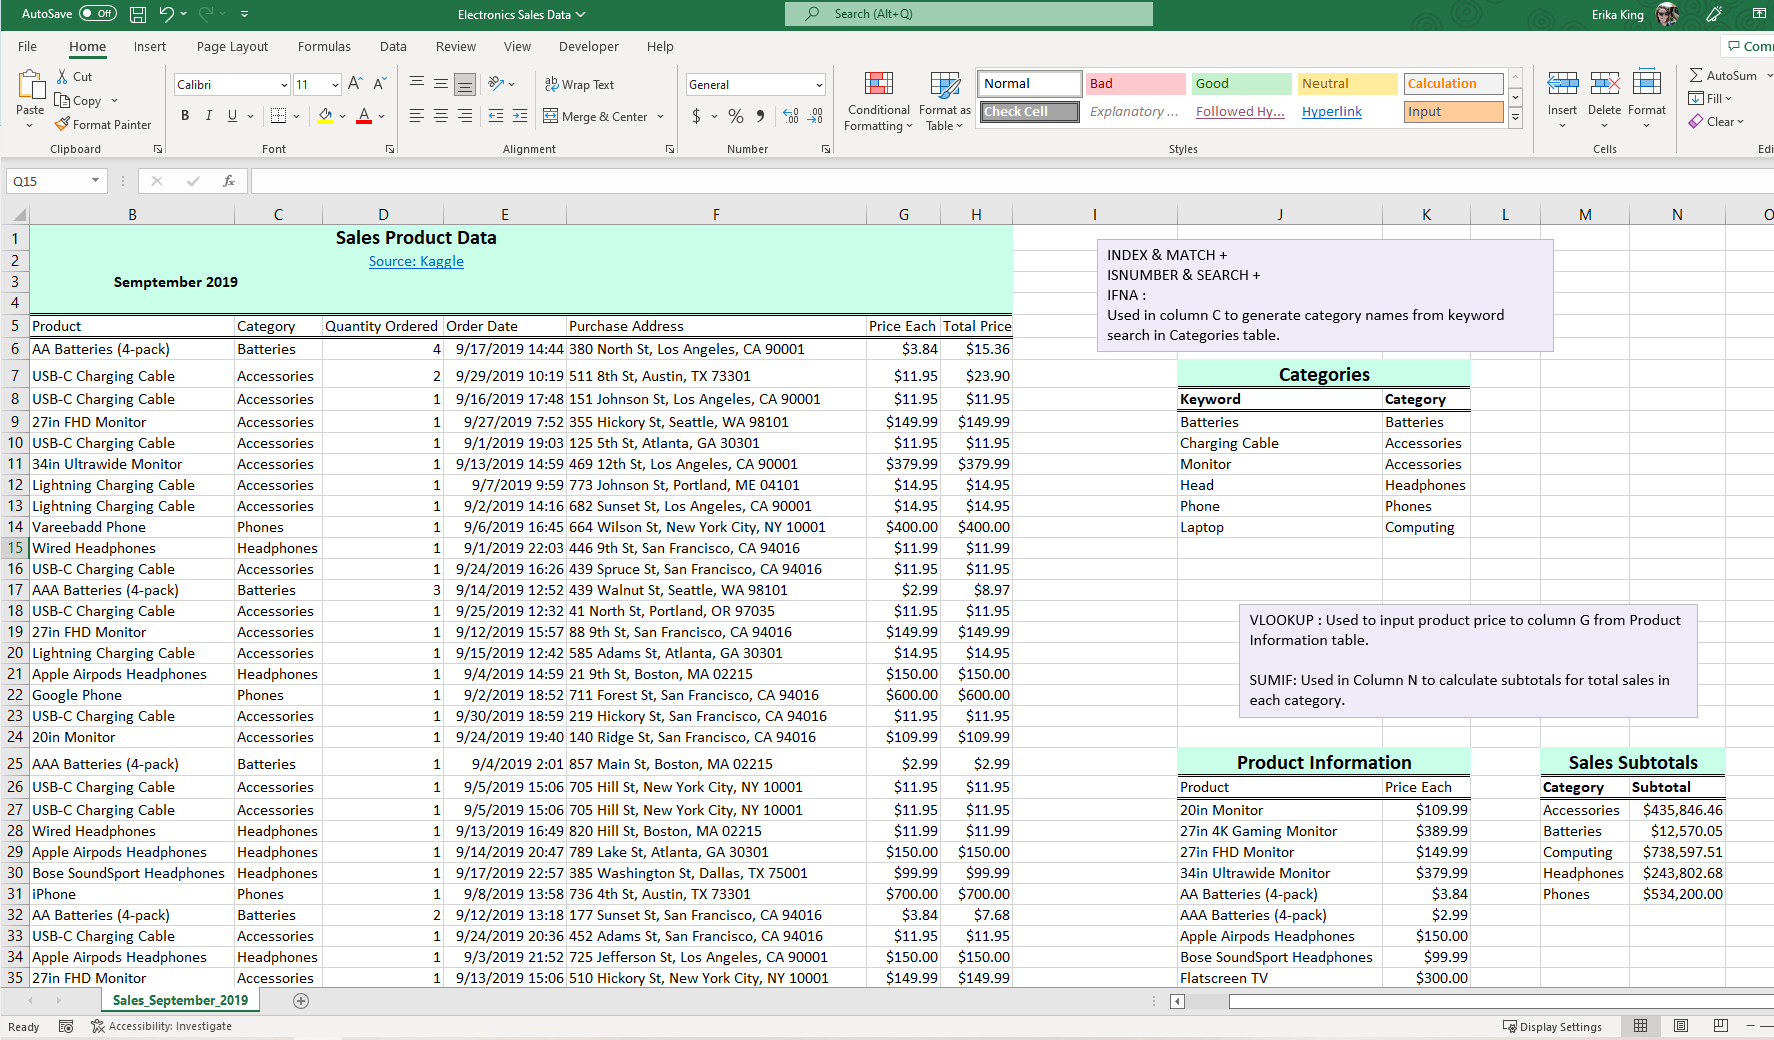 AutoSave Off Electronics Sales Data Search (Alt+Q) Erika King
File Home Insert Page Layout Formulas Data Review View Developer Help
Paste Cut Copy Format Painter Clipboard
Calibri 11 B I U Font
Wrap Text Merge & Center Alignment
General $ % Number
Conditional Formatting Format as Table
Normal Bad Good Neutral Calculation
Check Cell Explanatory ... Followed Hy... Hyperlink Input
Styles
Insert Delete Format Cells
AutoSum Fill Clear
Q15 fx
B C D E F G H I J K L M N
1 Sales Product Data
2 Source: Kaggle
3 Semptember 2019
4
INDEX & MATCH +
ISNUMBER & SEARCH +
IFNA :
Used in column C to generate category names from keyword
search in Categories table.
5 Product Category Quantity Ordered Order Date Purchase Address Price Each Total Price
6 AA Batteries (4-pack) Batteries 4 9/17/2019 14:44 380 North St, Los Angeles, CA 90001 $3.84 $15.36
7 USB-C Charging Cable Accessories 2 9/29/2019 10:19 511 8th St, Austin, TX 73301 $11.95 $23.90
8 USB-C Charging Cable Accessories 1 9/16/2019 17:48 151 Johnson St, Los Angeles, CA 90001 $11.95 $11.95
9 27in FHD Monitor Accessories 1 9/27/2019 7:52 355 Hickory St, Seattle, WA 98101 $149.99 $149.99
10 USB-C Charging Cable Accessories 1 9/1/2019 19:03 125 5th St, Atlanta, GA 30301 $11.95 $11.95
11 34in Ultrawide Monitor Accessories 1 9/13/2019 14:59 469 12th St, Los Angeles, CA 90001 $379.99 $379.99
12 Lightning Charging Cable Accessories 1 9/7/2019 9:59 773 Johnson St, Portland, ME 04101 $14.95 $14.95
13 Lightning Charging Cable Accessories 1 9/2/2019 14:16 682 Sunset St, Los Angeles, CA 90001 $14.95 $14.95
14 Vareebadd Phone Phones 1 9/6/2019 16:45 664 Wilson St, New York City, NY 10001 $400.00 $400.00
15 Wired Headphones Headphones 1 9/1/2019 22:03 446 9th St, San Francisco, CA 94016 $11.99 $11.99
16 USB-C Charging Cable Accessories 1 9/24/2019 16:26 439 Spruce St, San Francisco, CA 94016 $11.95 $11.95
17 AAA Batteries (4-pack) Batteries 3 9/14/2019 12:52 439 Walnut St, Seattle, WA 98101 $2.99 $8.97
18 USB-C Charging Cable Accessories 1 9/25/2019 12:32 41 North St, Portland, OR 97035 $11.95 $11.95
19 27in FHD Monitor Accessories 1 9/12/2019 15:57 88 9th St, San Francisco, CA 94016 $149.99 $149.99
20 Lightning Charging Cable Accessories 1 9/15/2019 12:42 585 Adams St, Atlanta, GA 30301 $14.95 $14.95
21 Apple Airpods Headphones Headphones 1 9/4/2019 14:59 21 9th St, Boston, MA 02215 $150.00 $150.00
22 Google Phone Phones 1 9/2/2019 18:52 711 Forest St, San Francisco, CA 94016 $600.00 $600.00
23 USB-C Charging Cable Accessories 1 9/30/2019 18:59 219 Hickory St, San Francisco, CA 94016 $11.95 $11.95
24 20in Monitor Accessories 1 9/24/2019 19:40 140 Ridge St, San Francisco, CA 94016 $109.99 $109.99
25 AAA Batteries (4-pack) Batteries 1 9/4/2019 2:01 857 Main St, Boston, MA 02215 $2.99 $2.99
26 USB-C Charging Cable Accessories 1 9/5/2019 15:06 705 Hill St, New York City, NY 10001 $11.95 $11.95
27 USB-C Charging Cable Accessories 1 9/5/2019 15:06 705 Hill St, New York City, NY 10001 $11.95 $11.95
28 Wired Headphones Headphones 1 9/13/2019 16:49 820 Hill St, Boston, MA 02215 $11.99 $11.99
29 Apple Airpods Headphones Headphones 1 9/14/2019 20:47 789 Lake St, Atlanta, GA 30301 $150.00 $150.00
30 Bose SoundSport Headphones Headphones 1 9/17/2019 22:57 385 Washington St, Dallas, TX 75001 $99.99 $99.99
31 iPhone Phones 1 9/8/2019 13:58 736 4th St, Austin, TX 73301 $700.00 $700.00
32 AA Batteries (4-pack) Batteries 2 9/12/2019 13:18 177 Sunset St, San Francisco, CA 94016 $3.84 $7.68
33 USB-C Charging Cable Accessories 1 9/24/2019 20:36 452 Adams St, San Francisco, CA 94016 $11.95 $11.95
34 Apple Airpods Headphones Headphones 1 9/3/2019 21:52 725 Jefferson St, Los Angeles, CA 90001 $150.00 $150.00
35 27in FHD Monitor Accessories 1 9/13/2019 15:06 510 Hickory St, New York City, NY 10001 $149.99 $149.99
Categories
Keyword Category
Batteries Batteries
Charging Cable Accessories
Monitor Accessories
Head Headphones
Phone Phones
Laptop Computing
VLOOKUP : Used to input product price to column G from Product
Information table.
SUMIF: Used in Column N to calculate subtotals for total sales in
each category.
Product Information
Product Price Each
20in Monitor $109.99
27in 4K Gaming Monitor $389.99
27in FHD Monitor $149.99
34in Ultrawide Monitor $379.99
AA Batteries (4-pack) $3.84
AAA Batteries (4-pack) $2.99
Apple Airpods Headphones $150.00
Bose SoundSport Headphones $99.99
Flatscreen TV $300.00
Sales Subtotals
Category Subtotal
Accessories $435,846.46
Batteries $12,570.05
Computing $738,597.51
Headphones $243,802.68
Phones $534,200.00
Sales_September_2019
Ready Accessibility: Investigate Display Settings